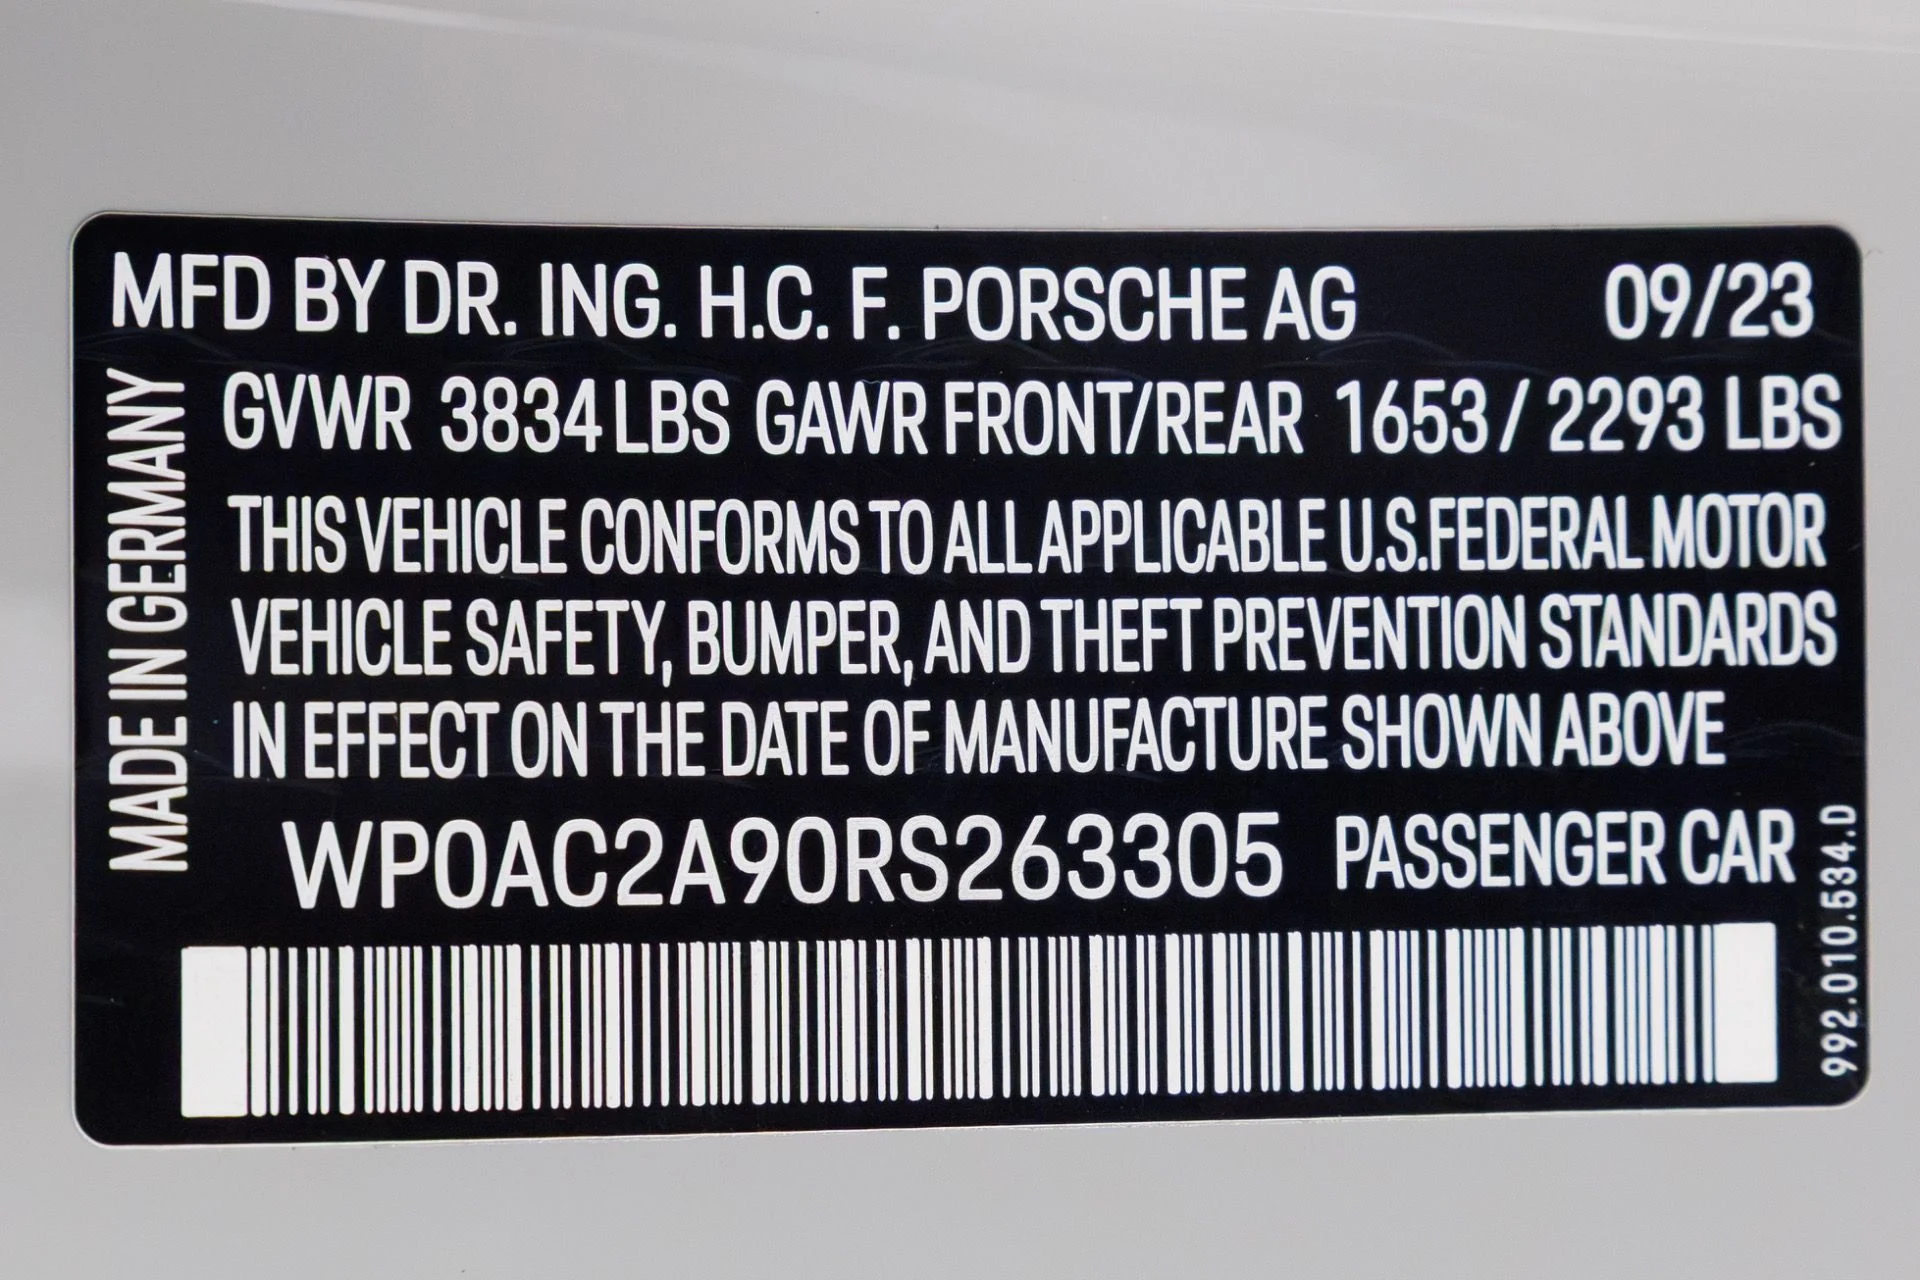 MFD BY DR. ING. H.C. F. PORSCHE AG 09/23
MADE IN GERMANY
GVWR 3834 LBS GAWR FRONT/REAR 1653 / 2293 LBS
THIS VEHICLE CONFORMS TO ALL APPLICABLE U.S.FEDERAL MOTOR
VEHICLE SAFETY, BUMPER, AND THEFT PREVENTION STANDARDS
IN EFFECT ON THE DATE OF MANUFACTURE SHOWN ABOVE
WP0AC2A90RS263305 PASSENGER CAR
992.010.534.D